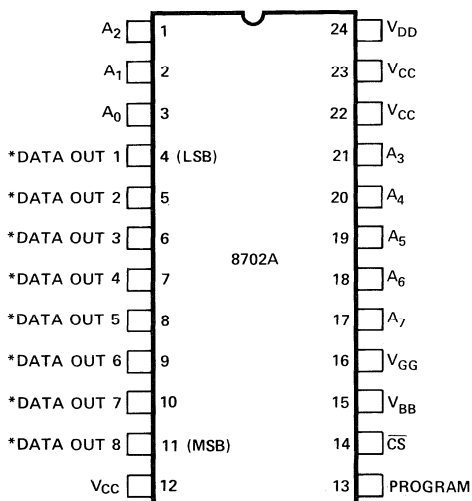 A2 1 24 VDD
A1 2 23 VCC
A0 3 22 VCC
*DATA OUT 1 4 (LSB) 21 A3
*DATA OUT 2 5 20 A4
*DATA OUT 3 6 19 A5
8702A
*DATA OUT 4 7 18 A6
*DATA OUT 5 8 17 A7
*DATA OUT 6 9 16 VGG
*DATA OUT 7 10 15 VBB
*DATA OUT 8 11 (MSB) 14 C̅S̅
VCC 12 13 PROGRAM